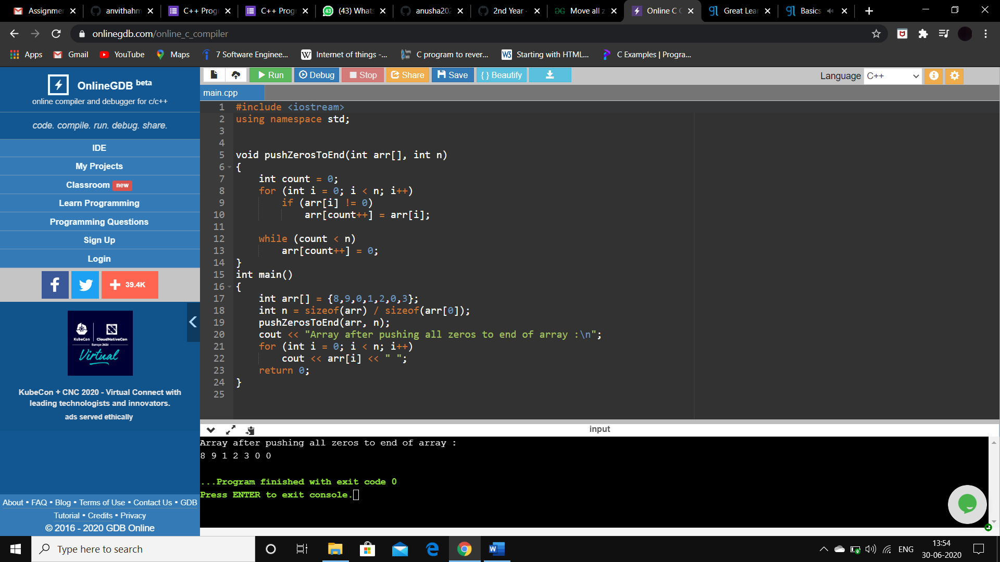 Assignmer
anvithahm
C++ Progr
C++ Progr
(43) Whats
anusha202
2nd Year -
Move all z
Online C C
Great Lear
Basics
onlinegdb.com/online_c_compiler
Apps
Gmail
YouTube
Maps
7 Software Enginee...
Internet of things -...
C program to rever...
Starting with HTML...
C Examples | Progra...
OnlineGDB beta
online compiler and debugger for c/c++
code. compile. run. debug. share.
IDE
My Projects
Classroom new
Learn Programming
Programming Questions
Sign Up
Login
39.4K
KubeCon CloudNativeCon
Europe 2020
Virtual
KubeCon + CNC 2020 - Virtual Connect with
leading technologists and innovators.
ads served ethically
About • FAQ • Blog • Terms of Use • Contact Us • GDB
Tutorial • Credits • Privacy
© 2016 - 2020 GDB Online
Run Debug Stop Share Save { } Beautify
Language C++
main.cpp
1 #include <iostream>
2 using namespace std;
3
4
5 void pushZerosToEnd(int arr[], int n)
6 {
7     int count = 0;
8     for (int i = 0; i < n; i++)
9         if (arr[i] != 0)
10             arr[count++] = arr[i];
11
12     while (count < n)
13         arr[count++] = 0;
14 }
15 int main()
16 {
17     int arr[] = {8,9,0,1,2,0,3};
18     int n = sizeof(arr) / sizeof(arr[0]);
19     pushZerosToEnd(arr, n);
20     cout << "Array after pushing all zeros to end of array :\n";
21     for (int i = 0; i < n; i++)
22         cout << arr[i] << " ";
23     return 0;
24 }
25
input
Array after pushing all zeros to end of array :
8 9 1 2 3 0 0
...Program finished with exit code 0
Press ENTER to exit console.
Type here to search
ENG
13:54
30-06-2020